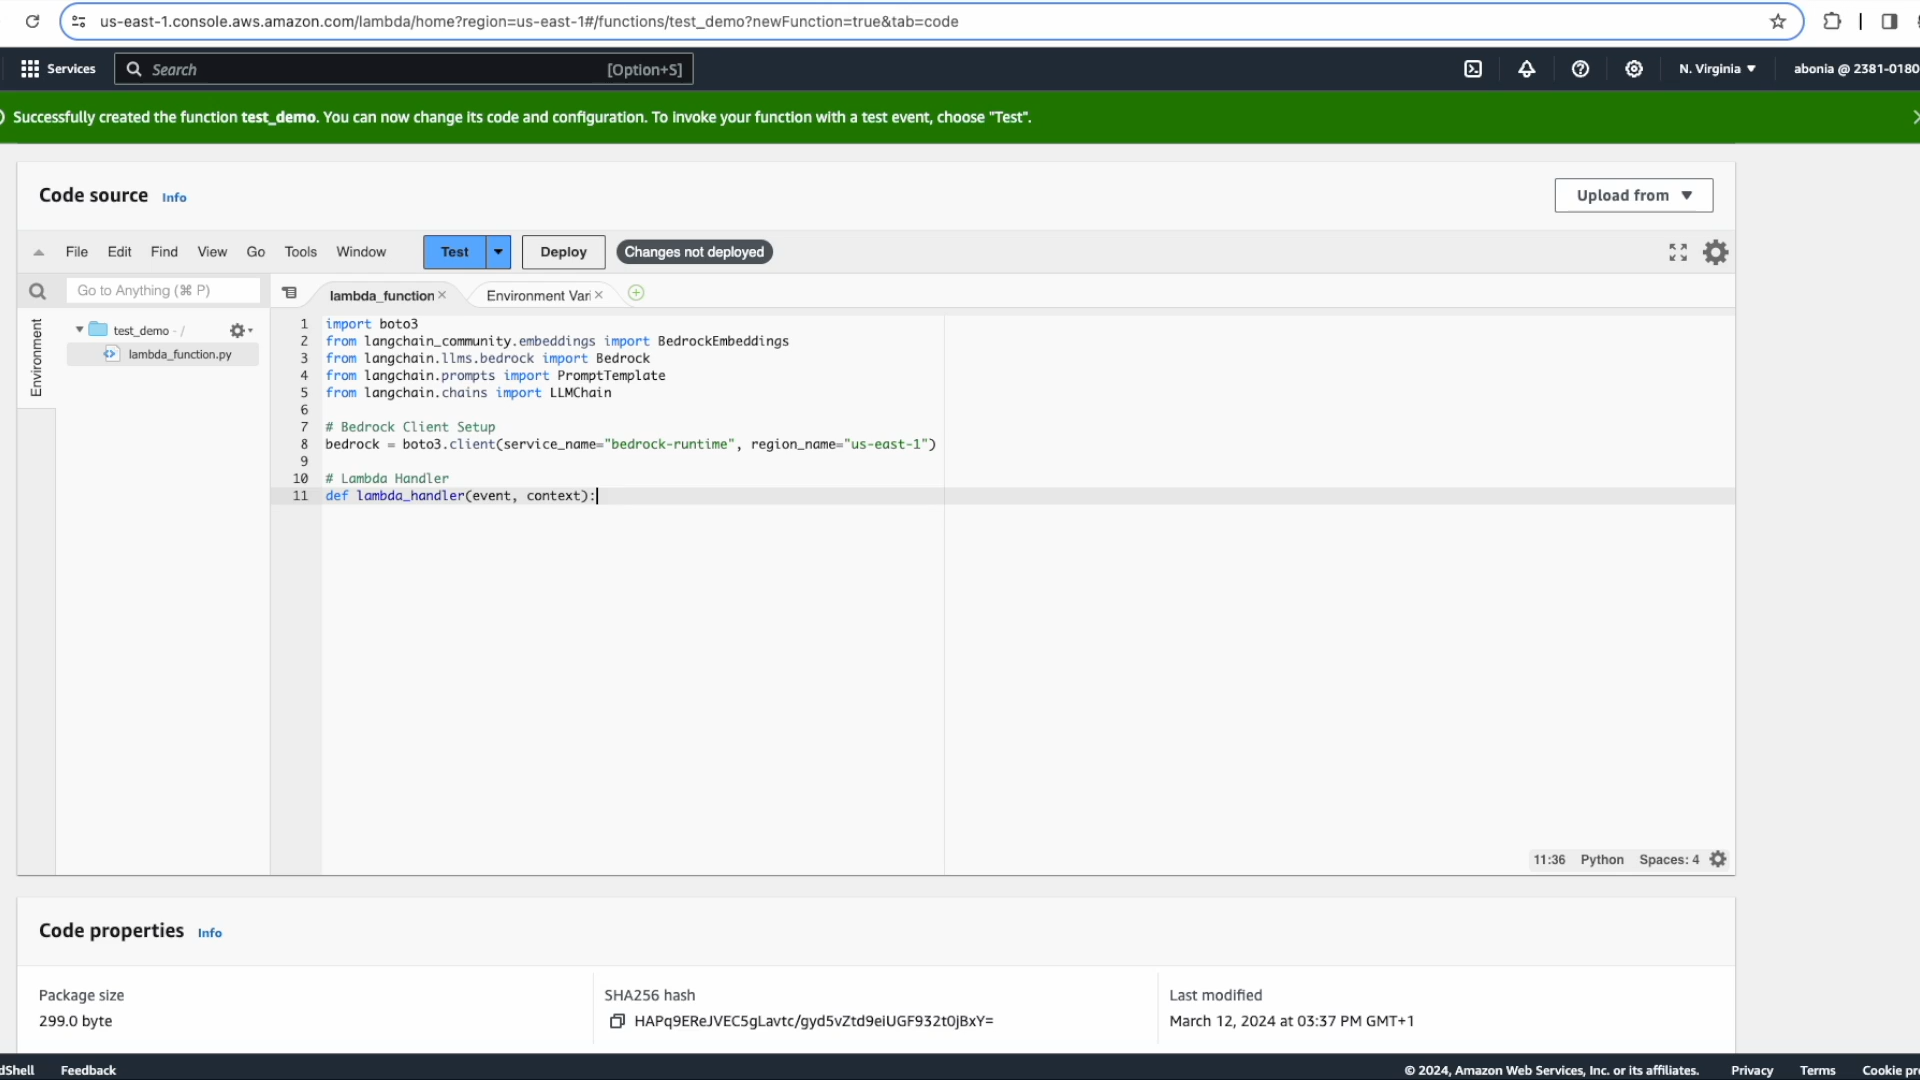 us-east-1.console.aws.amazon.com/lambda/home?region=us-east-1#/functions/test_demo?newFunction=true&tab=code
Services
Search
[Option+S]
N. Virginia
abonia @ 2381-0180
Successfully created the function test_demo. You can now change its code and configuration. To invoke your function with a test event, choose "Test".
Code source Info
Upload from
File Edit Find View Go Tools Window
Test
Deploy
Changes not deployed
Go to Anything (⌘ P)
lambda_function
Environment Vari
Environment
test_demo - /
lambda_function.py
1 import boto3
2 from langchain_community.embeddings import BedrockEmbeddings
3 from langchain.llms.bedrock import Bedrock
4 from langchain.prompts import PromptTemplate
5 from langchain.chains import LLMChain
6
7 # Bedrock Client Setup
8 bedrock = boto3.client(service_name="bedrock-runtime", region_name="us-east-1")
9
10 # Lambda Handler
11 def lambda_handler(event, context):
11:36 Python Spaces: 4
Code properties Info
Package size
299.0 byte
SHA256 hash
HAPq9EReJVEC5gLavtc/gyd5vZtd9eiUGF932t0jBxY=
Last modified
March 12, 2024 at 03:37 PM GMT+1
dShell
Feedback
© 2024, Amazon Web Services, Inc. or its affiliates.
Privacy
Terms
Cookie pr